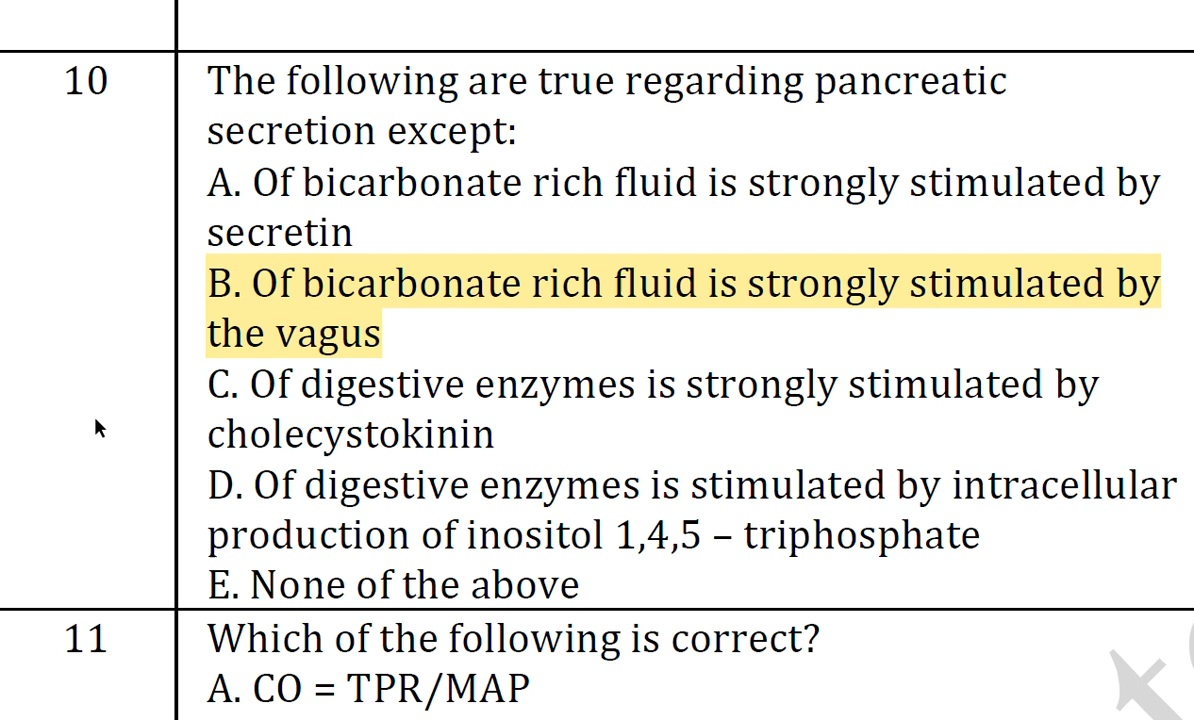 10
The following are true regarding pancreatic
secretion except:
A. Of bicarbonate rich fluid is strongly stimulated by
secretin
B. Of bicarbonate rich fluid is strongly stimulated by
the vagus
C. Of digestive enzymes is strongly stimulated by
cholecystokinin
D. Of digestive enzymes is stimulated by intracellular
production of inositol 1,4,5 – triphosphate
E. None of the above
11
Which of the following is correct?
A. CO = TPR/MAP